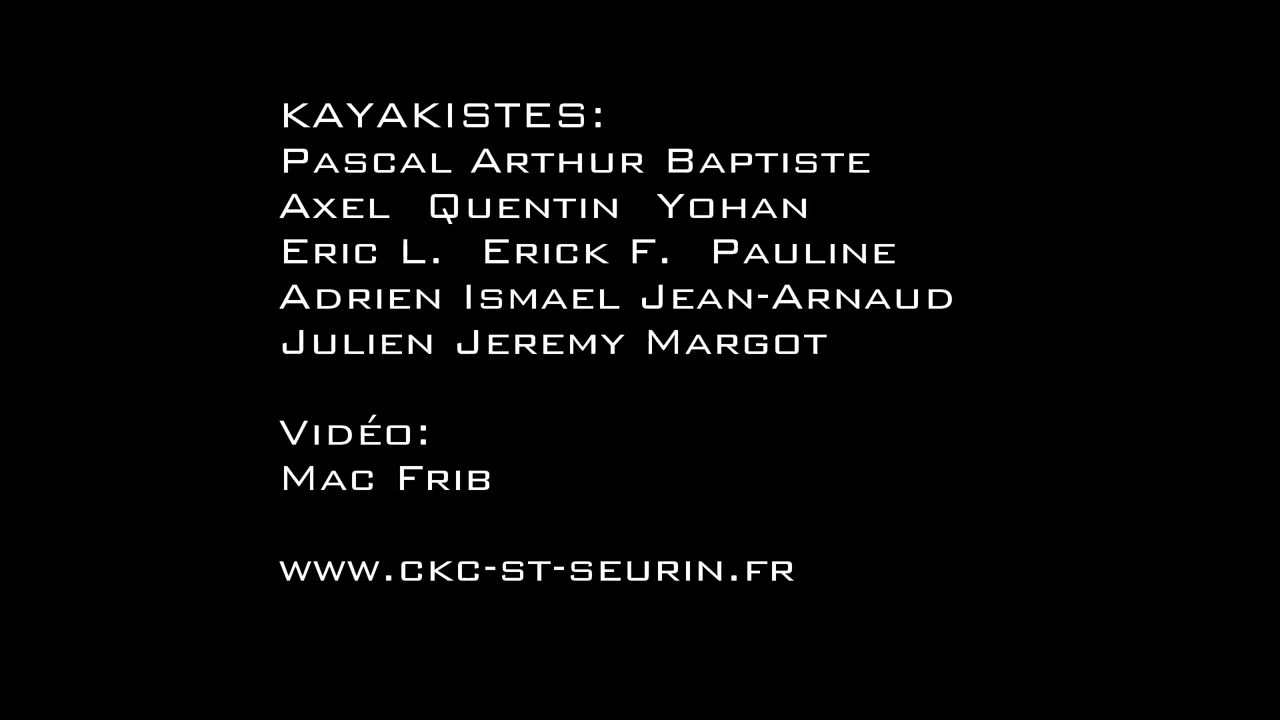 KAYAKISTES:
Pascal Arthur Baptiste
Axel Quentin Yohan
Eric L. Erick F. Pauline
Adrien Ismael Jean-Arnaud
Julien Jeremy Margot
Vidéo:
Mac Frib
www.ckc-st-seurin.fr